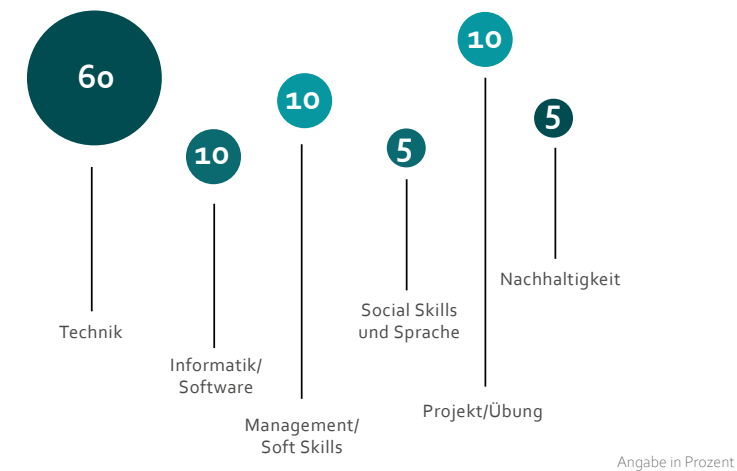 60
Technik
10
Informatik/
Software
10
Management/
Soft Skills
5
Social Skills
und Sprache
10
Projekt/Übung
5
Nachhaltigkeit
Angabe in Prozent